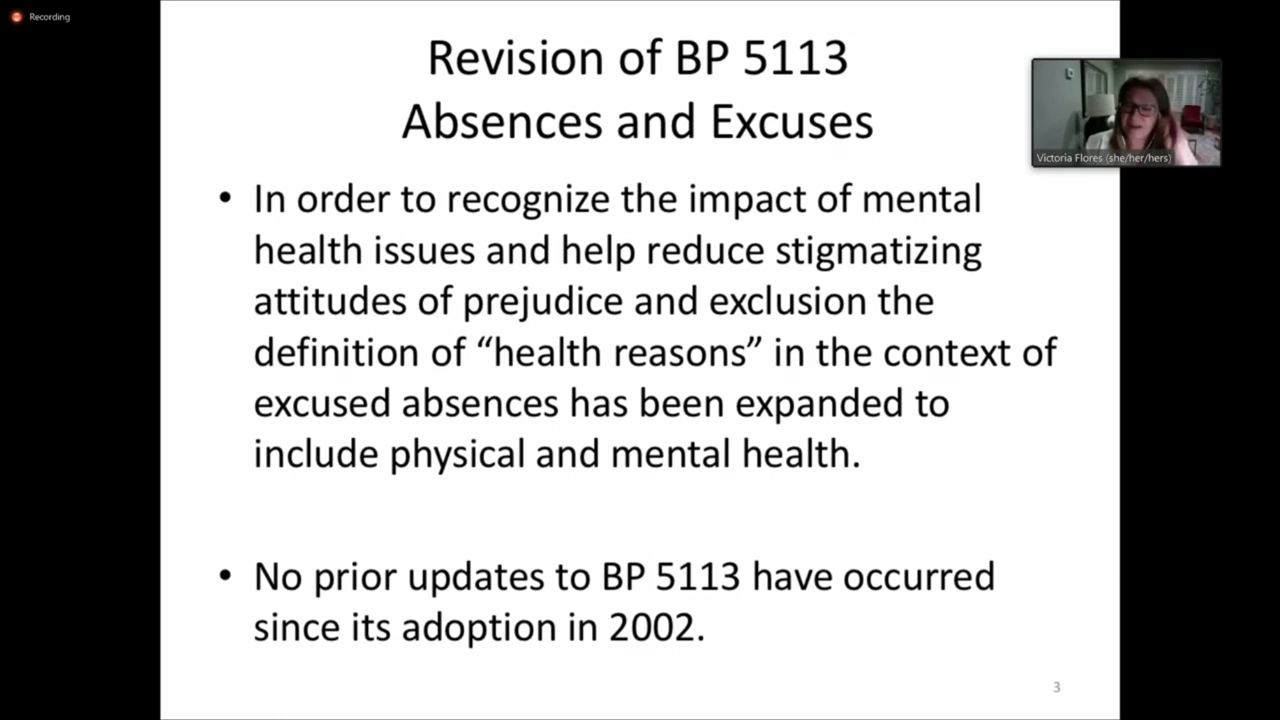 Recording
Revision of BP 5113
Absences and Excuses
Victoria Flores (she/her/hers)
• In order to recognize the impact of mental
health issues and help reduce stigmatizing
attitudes of prejudice and exclusion the
definition of “health reasons” in the context of
excused absences has been expanded to
include physical and mental health.
• No prior updates to BP 5113 have occurred
since its adoption in 2002.
3